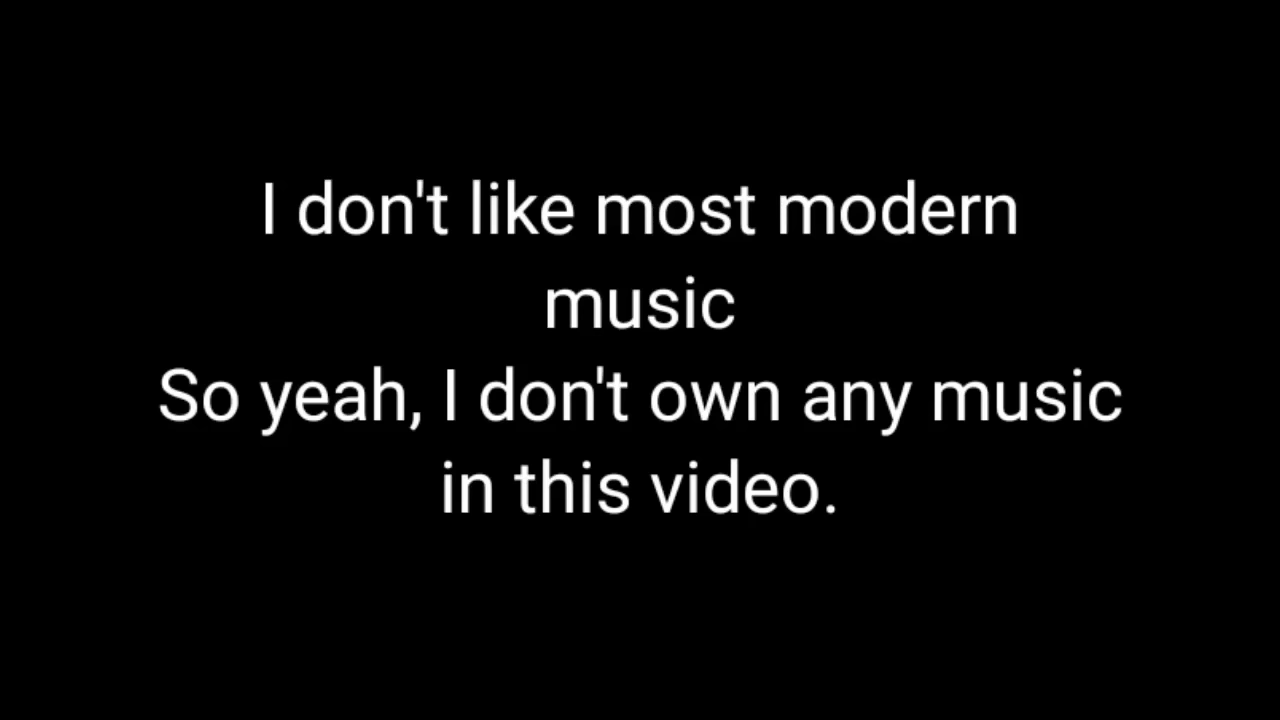 I don't like most modern
music
So yeah, I don't own any music
in this video.